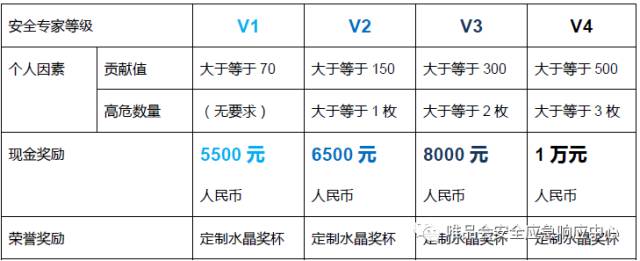 安全专家等级 V1 V2 V3 V4
个人因素 贡献值 大于等于 70 大于等于 150 大于等于 300 大于等于 500
高危数量 （无要求） 大于等于 1 枚 大于等于 2 枚 大于等于 3 枚
现金奖励 5500 元 6500 元 8000 元 1 万元
人民币 人民币 人民币 人民币
唯品会安全应急响应中心
荣誉奖励 定制水晶奖杯 定制水晶奖杯 定制水晶奖杯 定制水晶奖杯